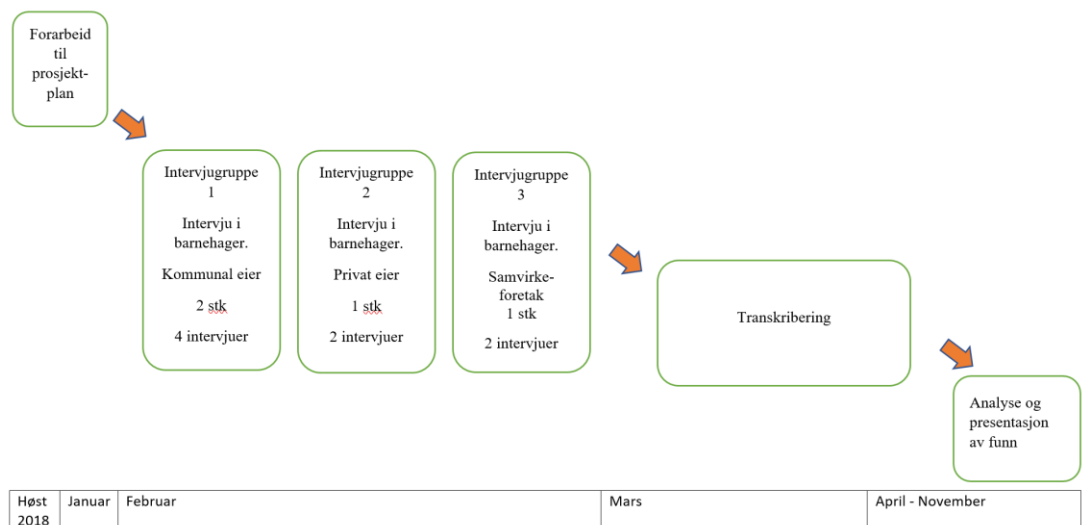 Forarbeid
til
prosjekt-
plan
Intervjugruppe
1
Intervju i
barnehager.
Kommunal eier
2 stk
4 intervjuer
Intervjugruppe
2
Intervju i
barnehager.
Privat eier
1 stk
2 intervjuer
Intervjugruppe
3
Intervju i
barnehager.
Samvirke-
foretak
1 stk
2 intervjuer
Transkribering
Analyse og
presentasjon
av funn
Høst
2018
Januar
Februar
Mars
April - November